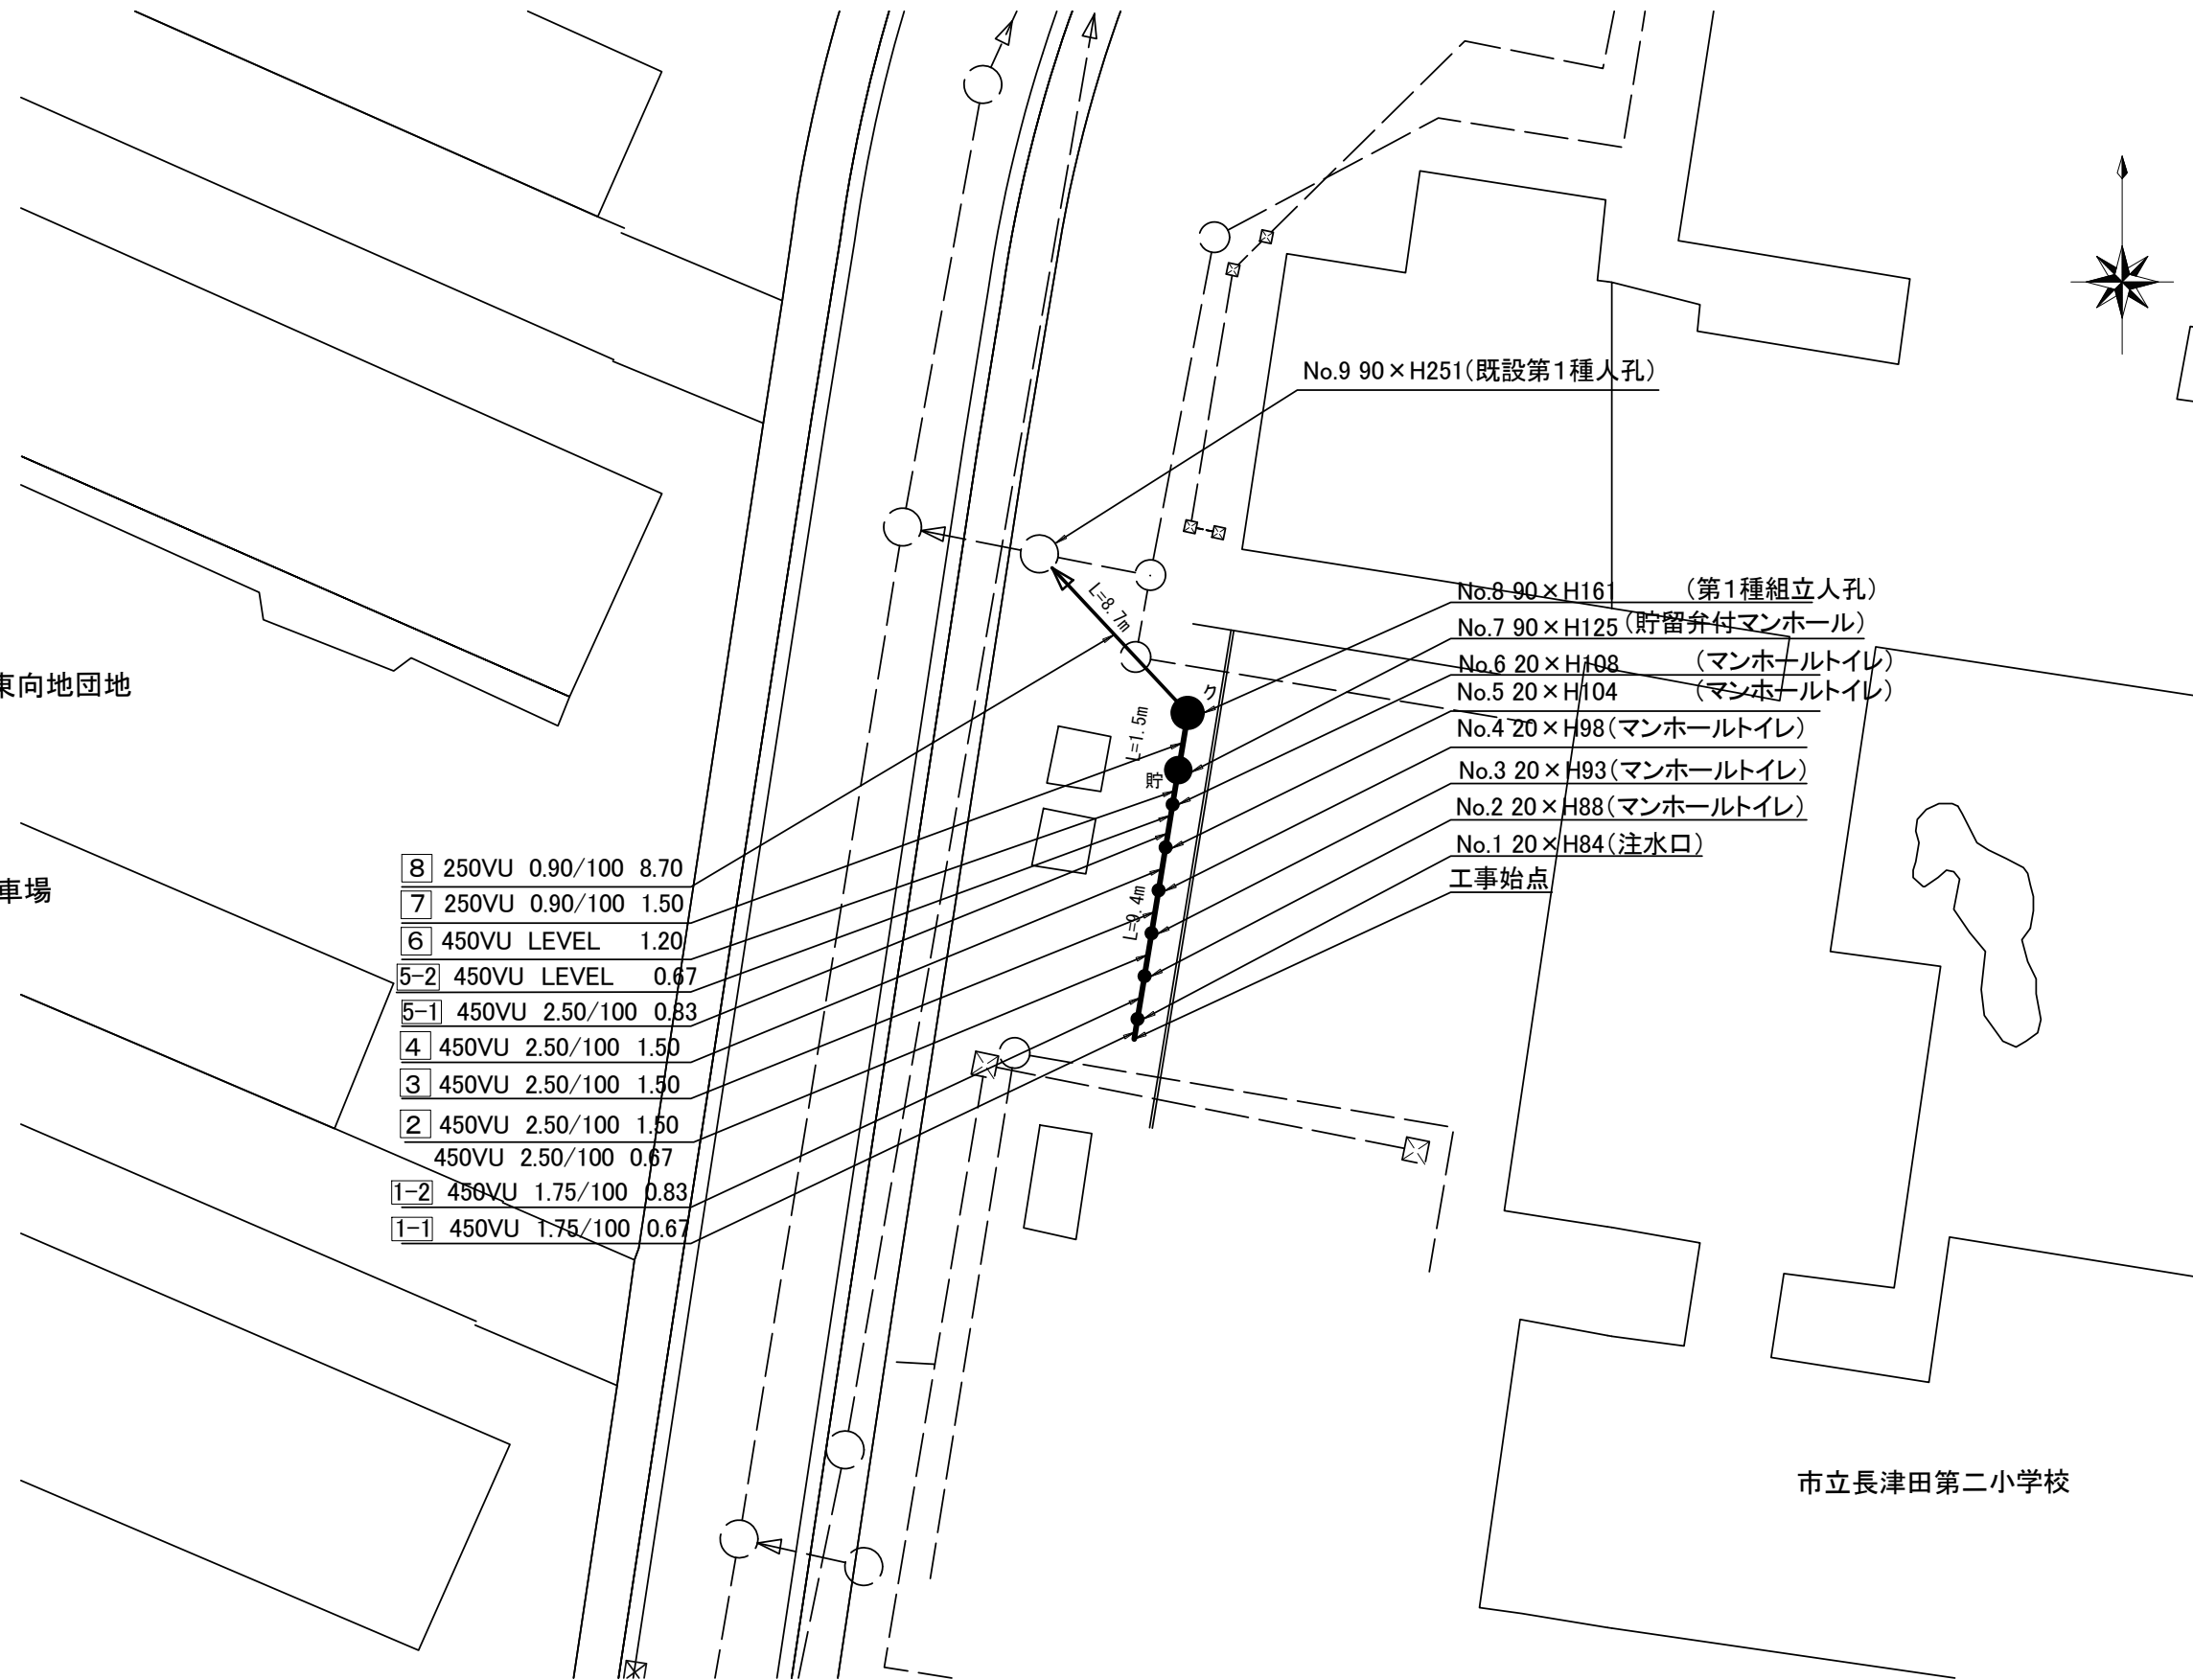 No.9 90×H251(既設第1種人孔)
L=8.7m
No.8 90×H161 (第1種組立人孔)
No.7 90×H125(貯留弁付マンホール)
No.6 20×H108 (マンホールトイレ)
No.5 20×H104 (マンホールトイレ)
No.4 20×H98(マンホールトイレ)
No.3 20×H93(マンホールトイレ)
No.2 20×H88(マンホールトイレ)
No.1 20×H84(注水口)
工事始点
ク
L=1.5m
貯
L=9.4m
東向地団地
車場
8 250VU 0.90/100 8.70
7 250VU 0.90/100 1.50
6 450VU LEVEL 1.20
5-2 450VU LEVEL 0.67
5-1 450VU 2.50/100 0.83
4 450VU 2.50/100 1.50
3 450VU 2.50/100 1.50
2 450VU 2.50/100 1.50
450VU 2.50/100 0.67
1-2 450VU 1.75/100 0.83
1-1 450VU 1.75/100 0.67
市立長津田第二小学校